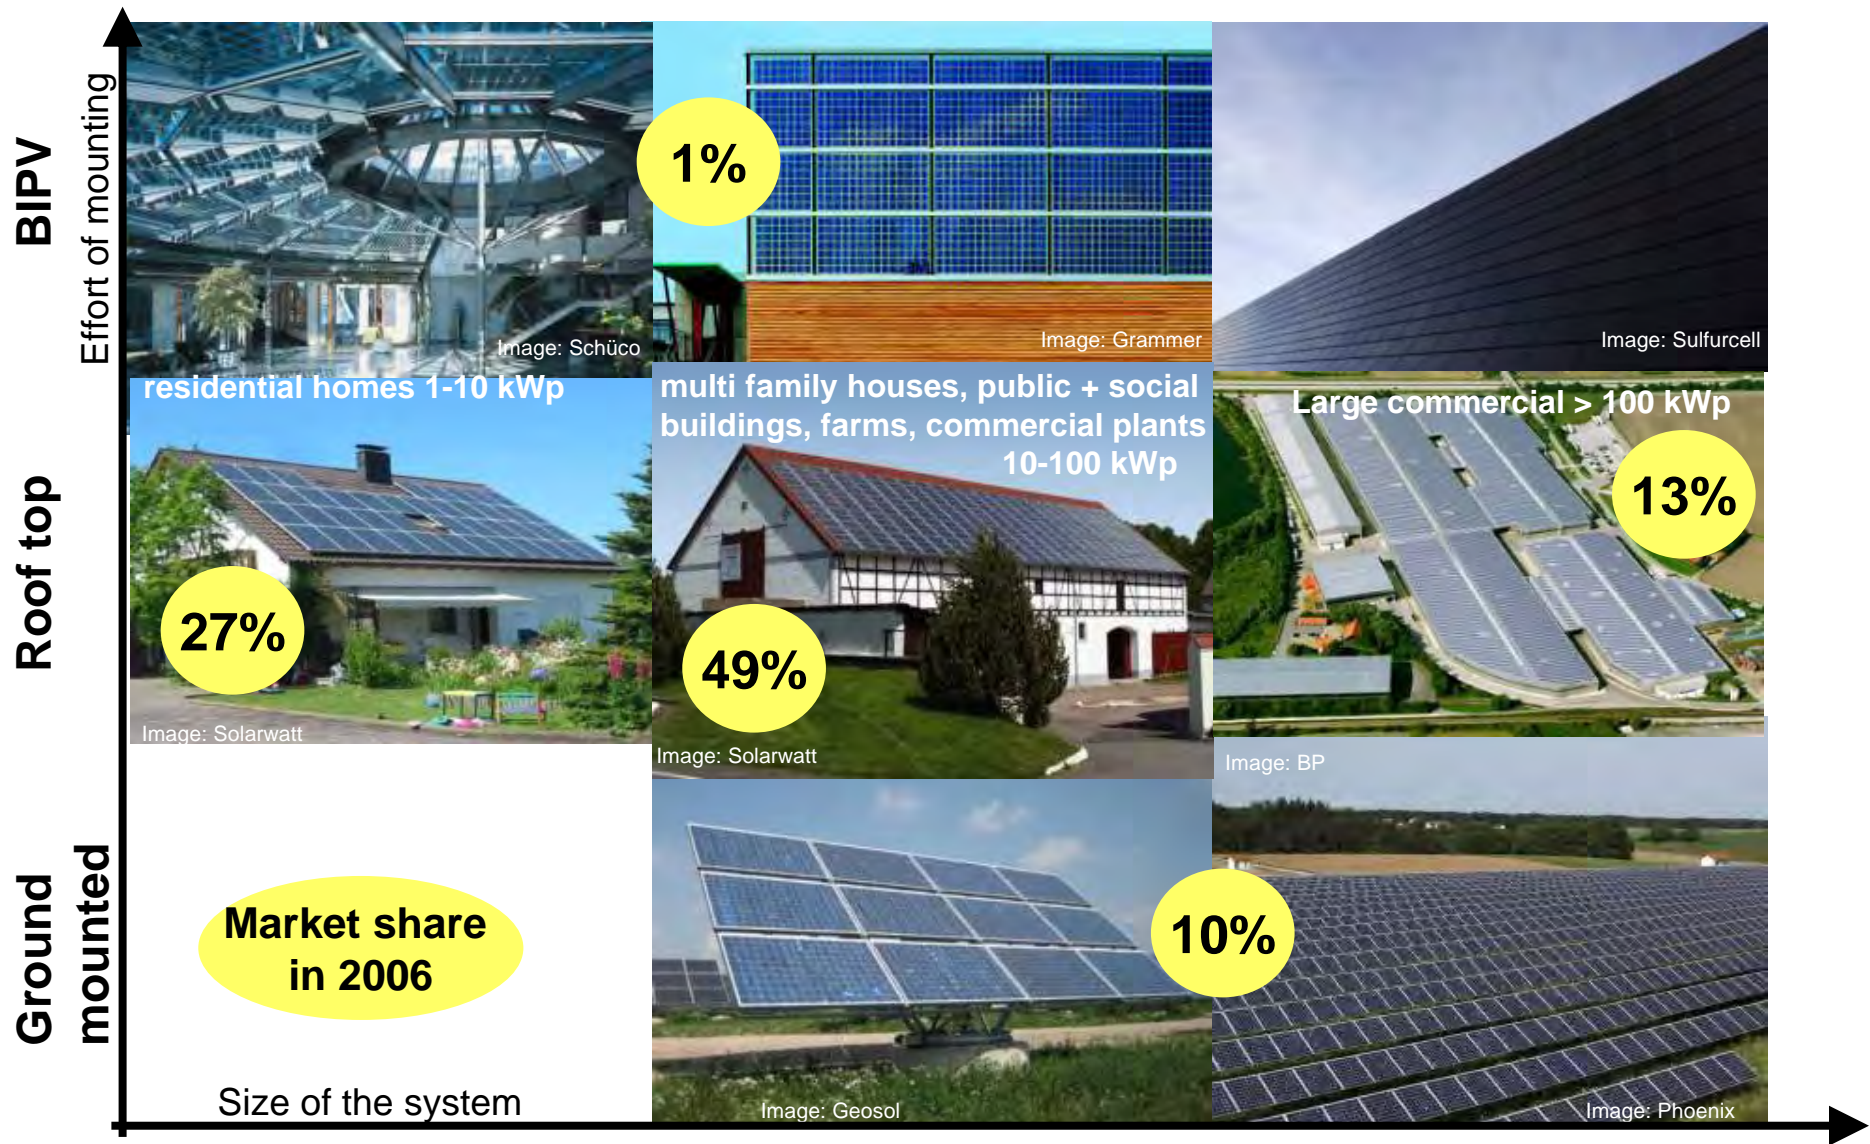 BIPV
Effort of mounting
1%
Image: Schüco
Image: Grammer
Image: Sulfurcell
Roof top
residential homes 1-10 kWp
multi family houses, public + social
buildings, farms, commercial plants
10-100 kWp
Large commercial > 100 kWp
27%
49%
13%
Image: Solarwatt
Image: Solarwatt
Image: BP
Ground
mounted
Market share
in 2006
10%
Size of the system
Image: Geosol
Image: Phoenix